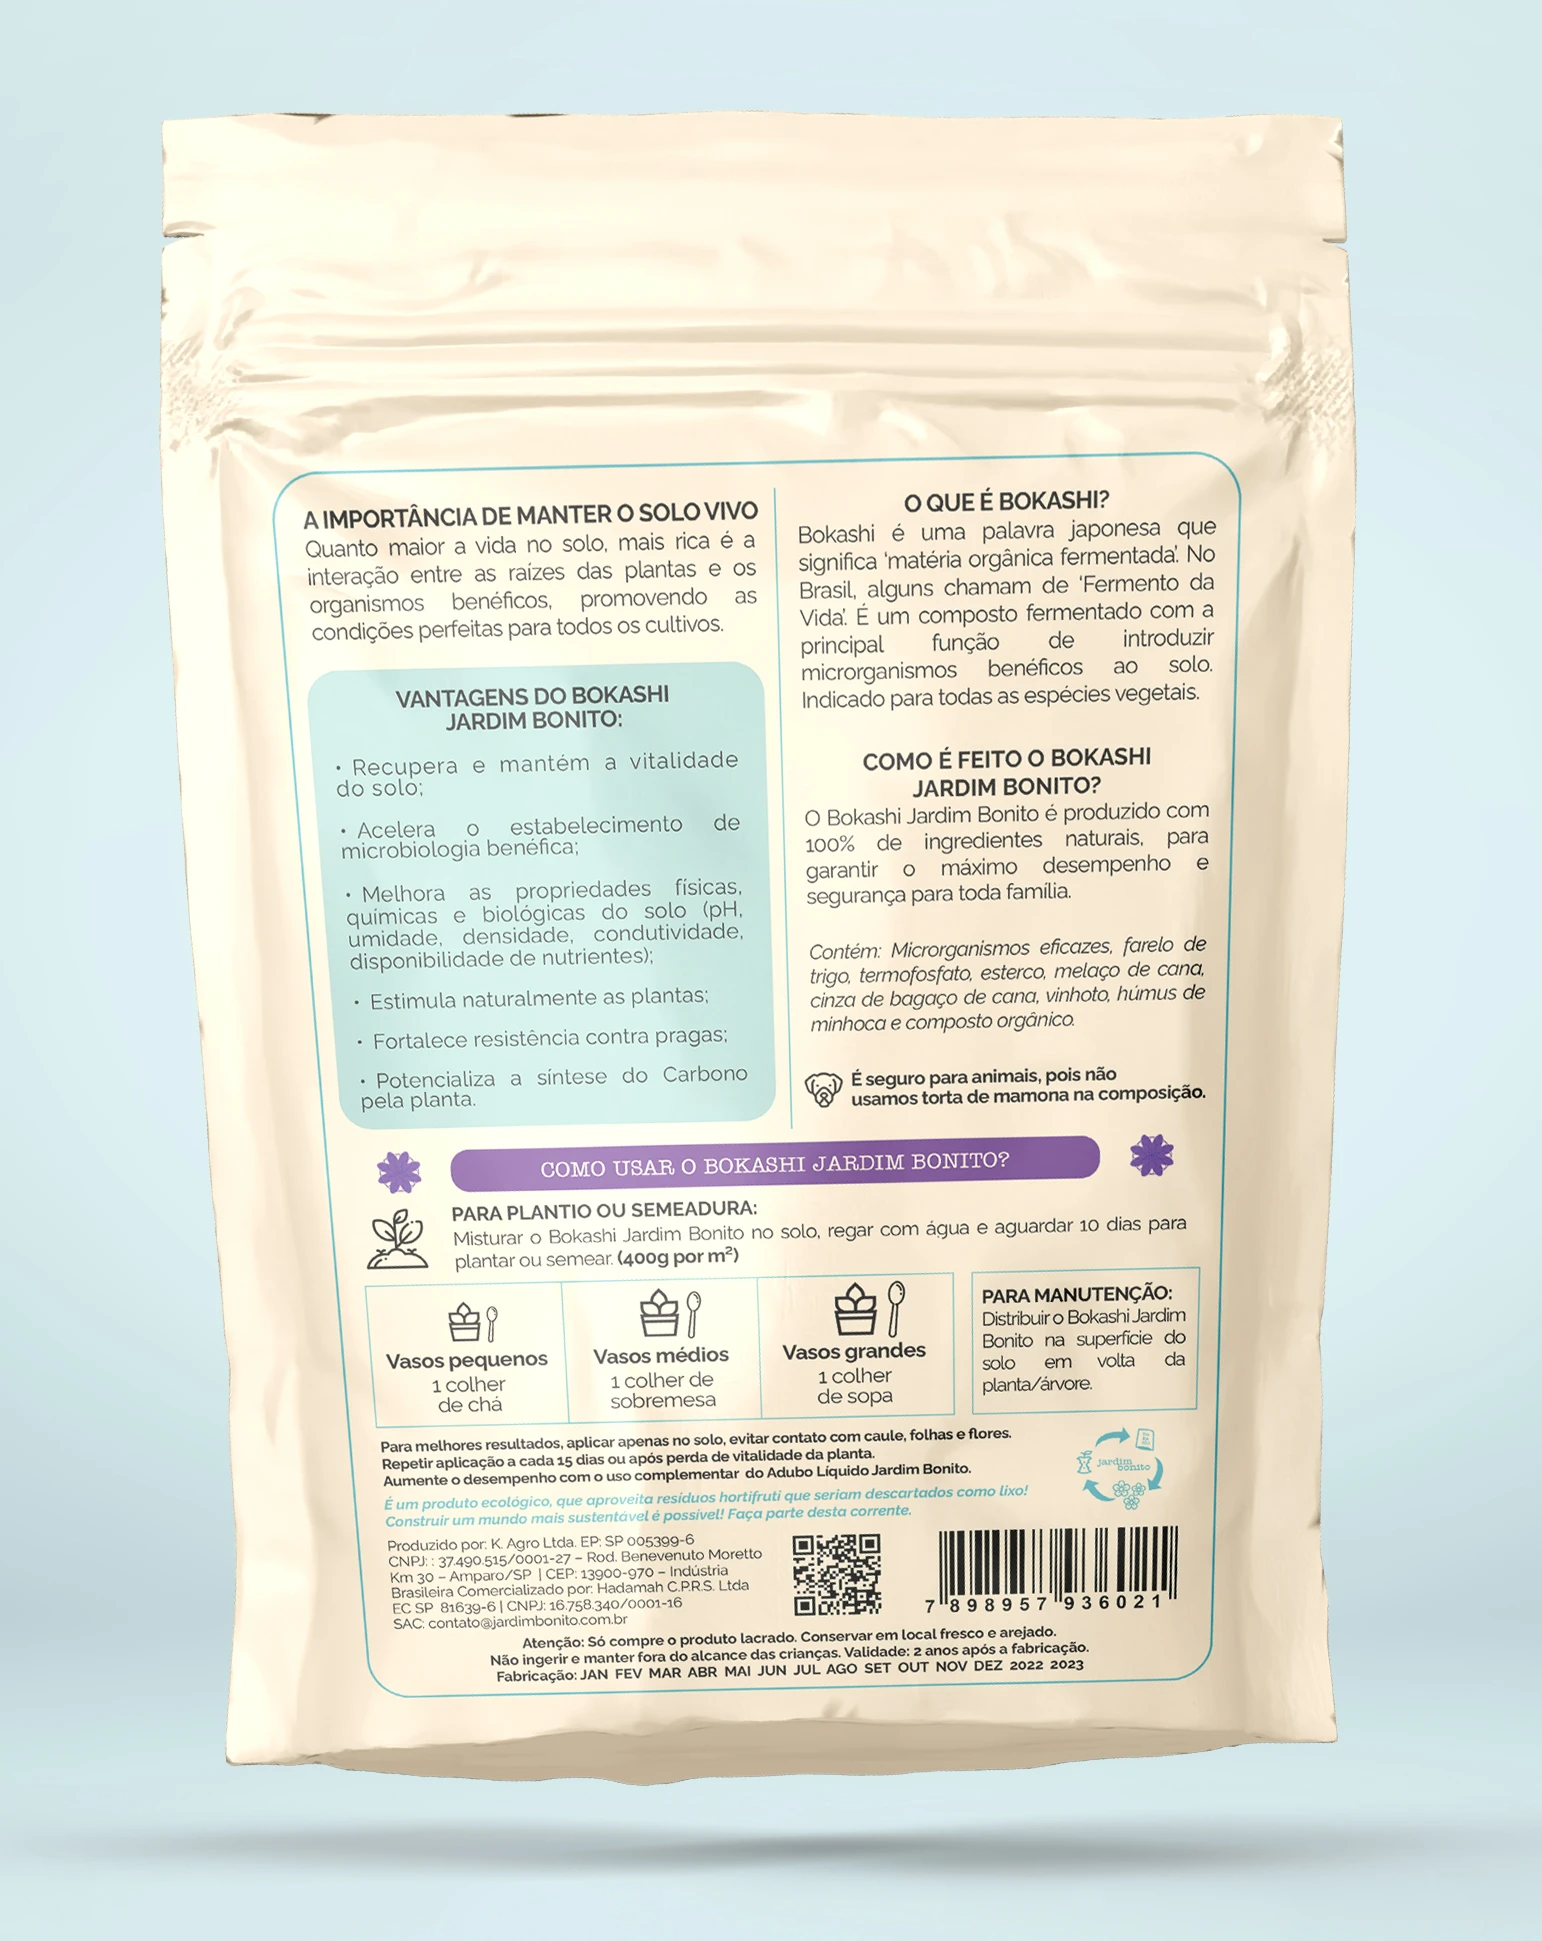 A IMPORTÂNCIA DE MANTER O SOLO VIVO
Quanto maior a vida no solo, mais rica é a
interação entre as raízes das plantas e os
organismos benéficos, promovendo as
condições perfeitas para todos os cultivos.
VANTAGENS DO BOKASHI
JARDIM BONITO:
• Recupera e mantém a vitalidade
do solo;
• Acelera o estabelecimento de
microbiologia benéfica;
• Melhora as propriedades físicas,
químicas e biológicas do solo (pH,
umidade, densidade, condutividade,
disponibilidade de nutrientes);
• Estimula naturalmente as plantas;
• Fortalece resistência contra pragas;
• Potencializa a síntese do Carbono
pela planta.
O QUE É BOKASHI?
Bokashi é uma palavra japonesa que
significa 'matéria orgânica fermentada'. No
Brasil, alguns chamam de 'Fermento da
Vida'. É um composto fermentado com a
principal função de introduzir
microrganismos benéficos ao solo.
Indicado para todas as espécies vegetais.
COMO É FEITO O BOKASHI
JARDIM BONITO?
O Bokashi Jardim Bonito é produzido com
100% de ingredientes naturais, para
garantir o máximo desempenho e
segurança para toda família.
Contém: Microrganismos eficazes, farelo de
trigo, termofosfato, esterco, melaço de cana,
cinza de bagaço de cana, vinhoto, húmus de
minhoca e composto orgânico.
É seguro para animais, pois não
usamos torta de mamona na composição.
COMO USAR O BOKASHI JARDIM BONITO?
PARA PLANTIO OU SEMEADURA:
Misturar o Bokashi Jardim Bonito no solo, regar com água e aguardar 10 dias para
plantar ou semear. (400g por m²)
Vasos pequenos
1 colher
de chá
Vasos médios
1 colher de
sobremesa
Vasos grandes
1 colher
de sopa
PARA MANUTENÇÃO:
Distribuir o Bokashi Jardim
Bonito na superfície do
solo em volta da
planta/árvore.
Para melhores resultados, aplicar apenas no solo, evitar contato com caule, folhas e flores.
Repetir aplicação a cada 15 dias ou após perda de vitalidade da planta.
Aumente o desempenho com o uso complementar do Adubo Líquido Jardim Bonito.
jardim
bonito
É um produto ecológico, que aproveita resíduos hortifruti que seriam descartados como lixo!
Construir um mundo mais sustentável é possível! Faça parte desta corrente.
Produzido por: K. Agro Ltda. EP: SP 005399-6
CNPJ: : 37.490.515/0001-27 – Rod. Benevenuto Moretto
Km 30 – Amparo/SP | CEP: 13900-970 – Indústria
Brasileira Comercializado por: Hadamah C.P.R.S. Ltda
EC SP 81639-6 | CNPJ: 16.758.340/0001-16
SAC: contato@jardimbonito.com.br
7 898957 936021
Atenção: Só compre o produto lacrado. Conservar em local fresco e arejado.
Não ingerir e manter fora do alcance das crianças. Validade: 2 anos após a fabricação.
Fabricação: JAN FEV MAR ABR MAI JUN JUL AGO SET OUT NOV DEZ 2022 2023